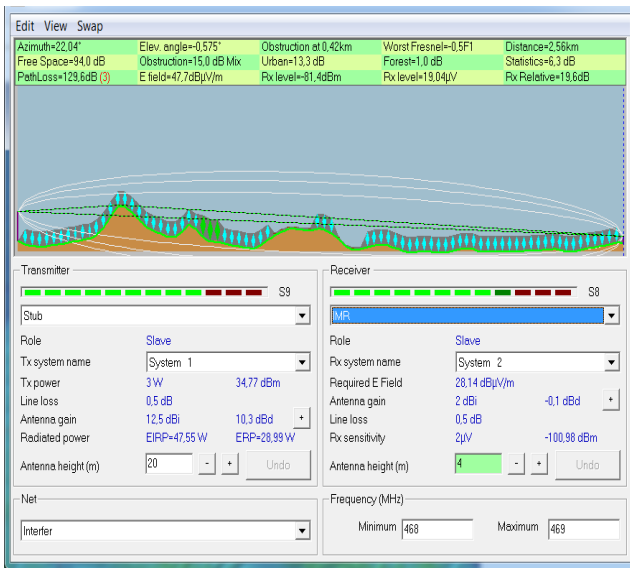 Edit View Swap
Azimuth=22,04° Elev. angle=-0,575° Obstruction at 0,42km Worst Fresnel=-0,5F1 Distance=2,56km
Free Space=94,0 dB Obstruction=15,0 dB Mix Urban=13,3 dB Forest=1,0 dB Statistics=6,3 dB
PathLoss=129,6dB (3) E field=47,7dBµV/m Rx level=-81,4dBm Rx level=19,04µV Rx Relative=19,6dB
Transmitter
S9
Stub
Role Slave
Tx system name System 1
Tx power 3 W 34,77 dBm
Line loss 0,5 dB
Antenna gain 12,5 dBi 10,3 dBd +
Radiated power EIRP=47,55 W ERP=28,99 W
Antenna height (m) 20 - + Undo
Receiver
S8
MR
Role Slave
Rx system name System 2
Required E Field 28,14 dBµV/m
Antenna gain 2 dBi -0,1 dBd +
Line loss 0,5 dB
Rx sensitivity 2µV -100,98 dBm
Antenna height (m) 4 - + Undo
Net
Interfer
Frequency (MHz)
Minimum 468 Maximum 469